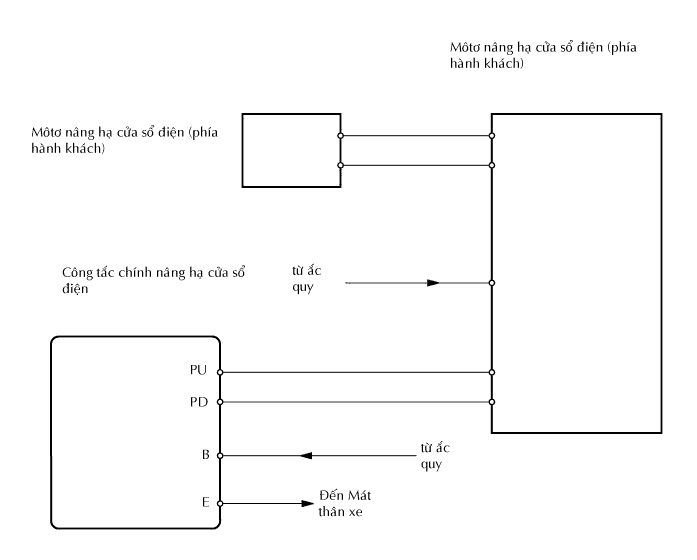 Môtơ nâng hạ cửa sổ điện (phía
hành khách)
Môtơ nâng hạ cửa sổ điện (phía
hành khách)
Công tắc chính nâng hạ cửa sổ
điện
từ ắc
quy
PU
PD
B
từ ắc
quy
E
Đến Mát
thân xe